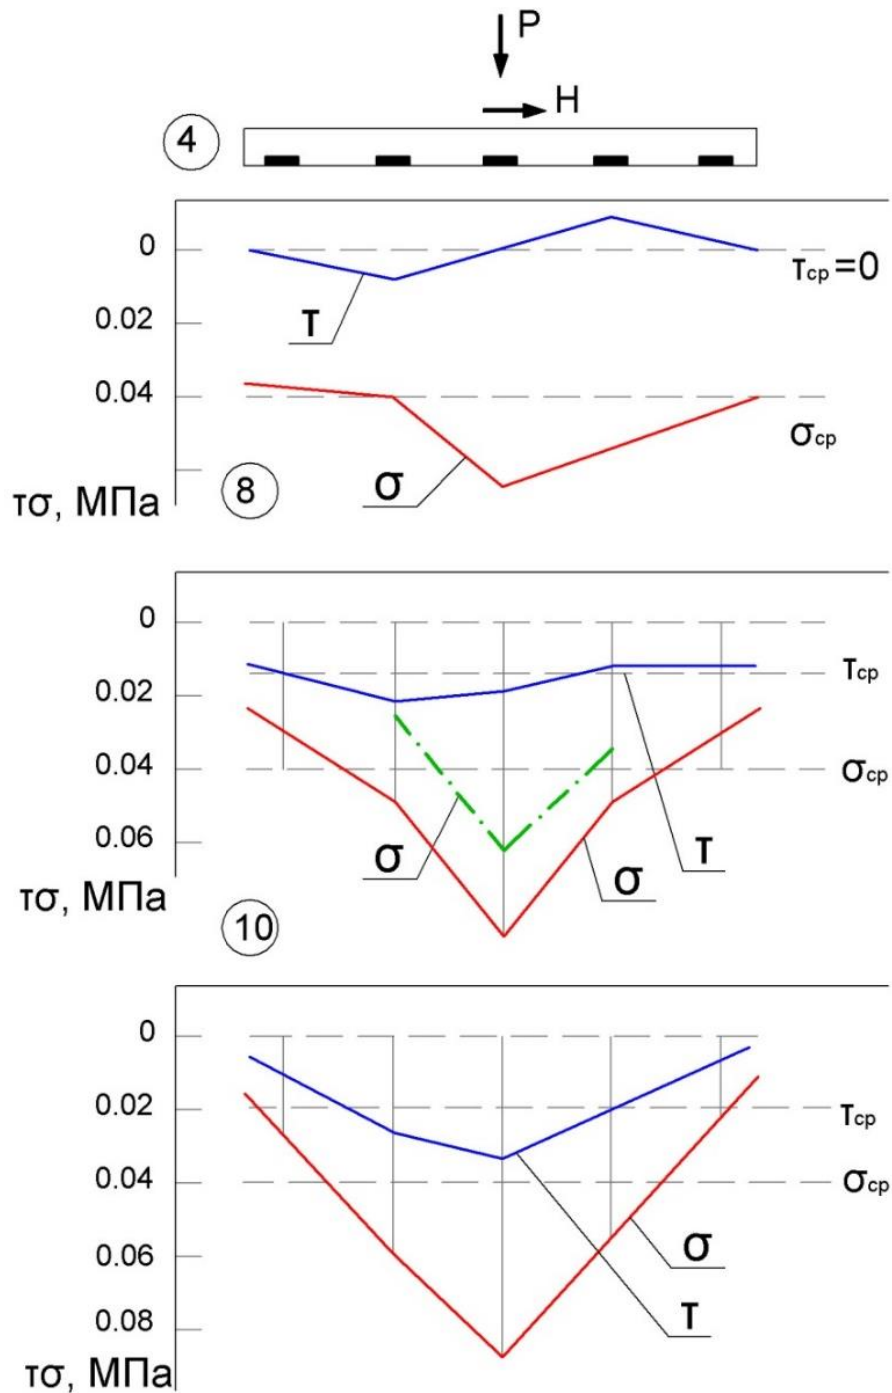 P
H
4
0
τср=0
0.02
τ
0.04
σср
σ
8
τσ, МПа
0
τср
0.02
0.04
σср
0.06
σ
τ
σ
τσ, МПа
10
0
0.02
τср
0.04
σср
0.06
σ
τ
0.08
τσ, МПа